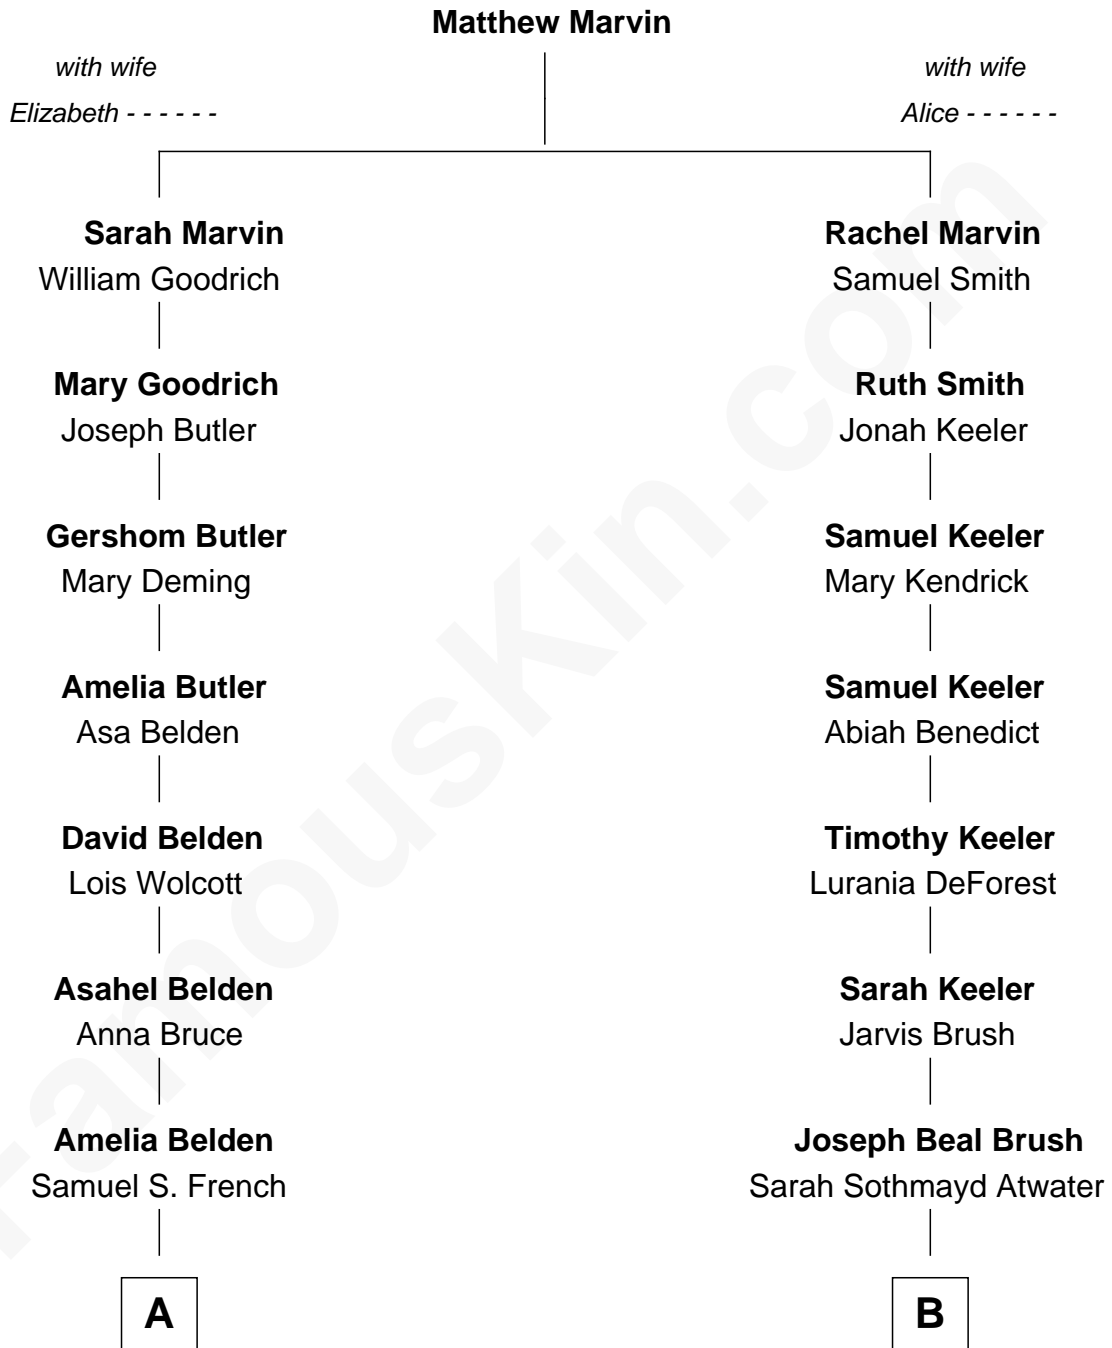 Matthew Marvin
with wife
Elizabeth - - - - - -
with wife
Alice - - - - - -
Sarah Marvin
William Goodrich
Rachel Marvin
Samuel Smith
Mary Goodrich
Joseph Butler
Ruth Smith
Jonah Keeler
Gershom Butler
Mary Deming
Samuel Keeler
Mary Kendrick
Amelia Butler
Asa Belden
Samuel Keeler
Abiah Benedict
David Belden
Lois Wolcott
Timothy Keeler
Lurania DeForest
Asahel Belden
Anna Bruce
Sarah Keeler
Jarvis Brush
Amelia Belden
Samuel S. French
Joseph Beal Brush
Sarah Sothmayd Atwater
A
B
FamousKin.com